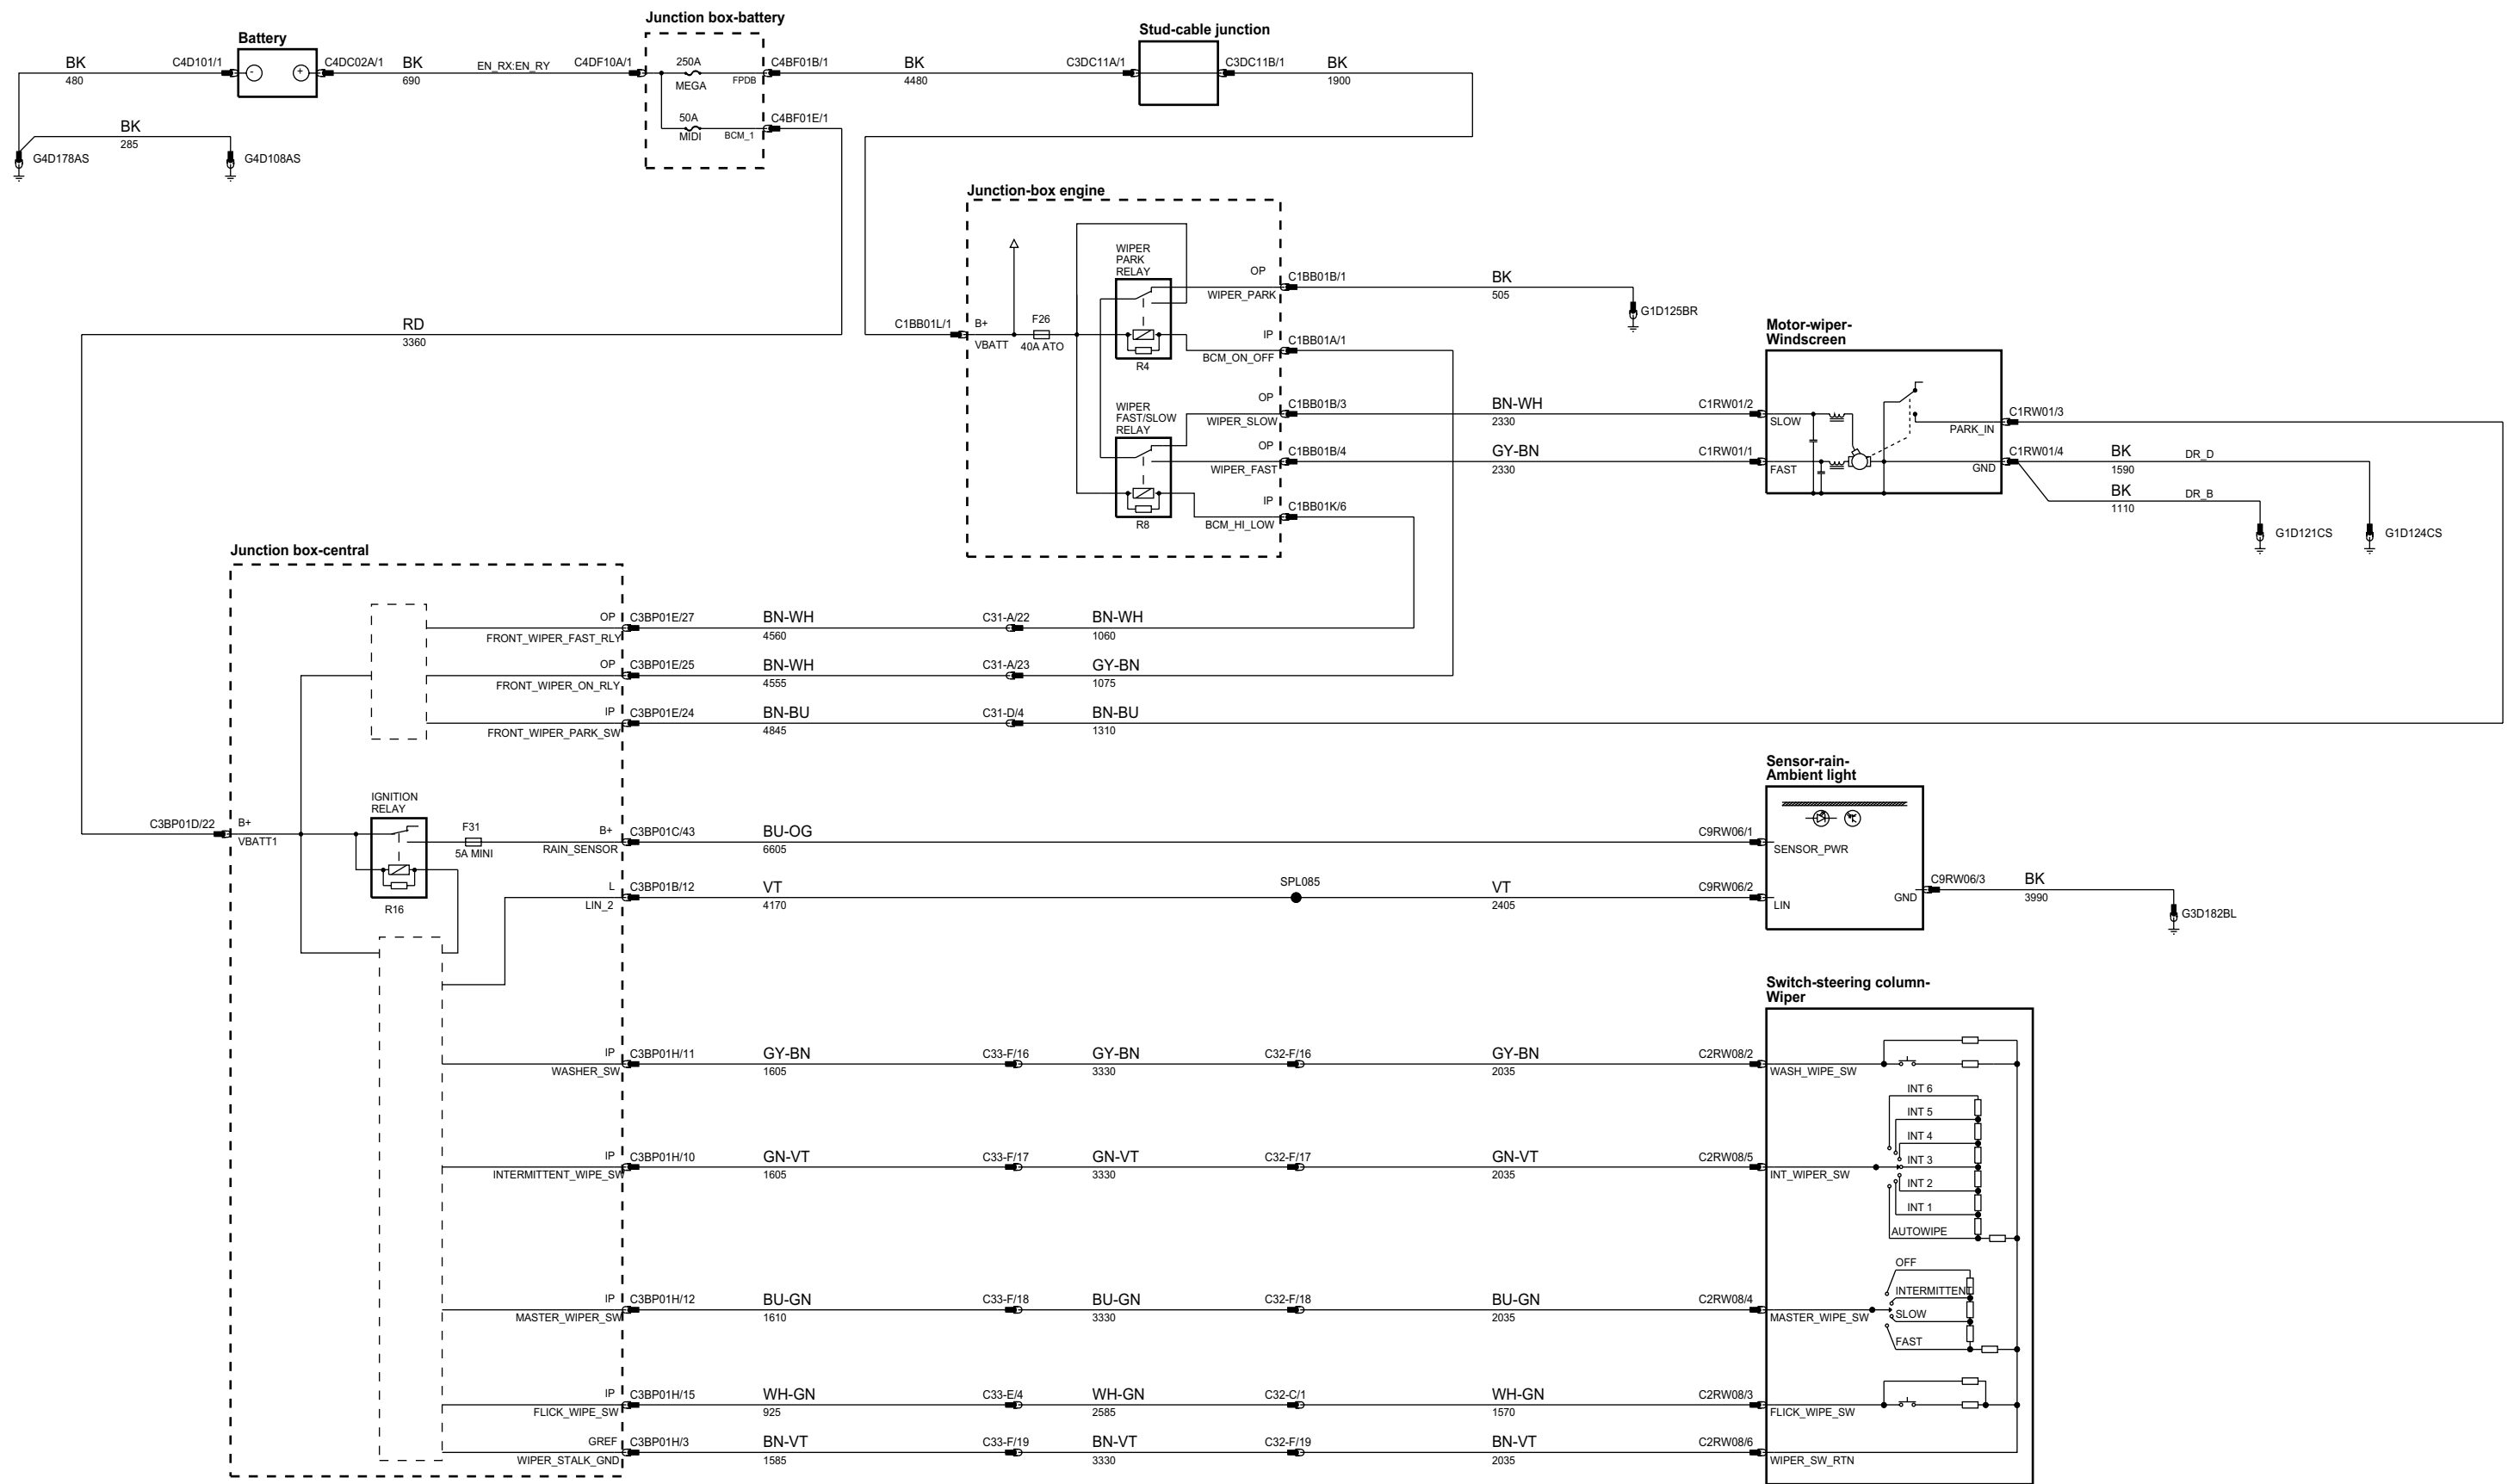 Junction box-battery
Battery
Stud-cable junction
BK
480
C4D101/1
-
+
C4DC02A/1
BK
690
EN_RX:EN_RY
C4DF10A/1
250A
MEGA
FPDB
C4BF01B/1
BK
4480
C3DC11A/1
C3DC11B/1
BK
1900
50A
MIDI
BCM_1
C4BF01E/1
BK
285
G4D178AS
G4D108AS
Junction-box engine
WIPER
PARK
RELAY
OP
C1BB01B/1
WIPER_PARK
BK
505
G1D125BR
RD
3360
C1BB01L/1
B+
VBATT
F26
40A ATO
R4
IP
C1BB01A/1
BCM_ON_OFF
Motor-wiper-
Windscreen
WIPER
FAST/SLOW
RELAY
OP
C1BB01B/3
WIPER_SLOW
BN-WH
2330
C1RW01/2
SLOW
C1RW01/3
PARK_IN
OP
C1BB01B/4
WIPER_FAST
GY-BN
2330
C1RW01/1
FAST
C1RW01/4
GND
BK
1590
DR_D
BK
1110
DR_B
G1D121CS
G1D124CS
R8
IP
C1BB01K/6
BCM_HI_LOW
Junction box-central
OP
C3BP01E/27
FRONT_WIPER_FAST_RLY
BN-WH
4560
C31-A/22
BN-WH
1060
OP
C3BP01E/25
FRONT_WIPER_ON_RLY
BN-WH
4555
C31-A/23
GY-BN
1075
IP
C3BP01E/24
FRONT_WIPER_PARK_SW
BN-BU
4845
C31-D/4
BN-BU
1310
Sensor-rain-
Ambient light
IGNITION
RELAY
C3BP01D/22
B+
VBATT1
F31
5A MINI
R16
B+
C3BP01C/43
RAIN_SENSOR
BU-OG
6605
C9RW06/1
SENSOR_PWR
L
C3BP01B/12
LIN_2
VT
4170
SPL085
VT
2405
C9RW06/2
LIN
C9RW06/3
GND
BK
3990
G3D182BL
Switch-steering column-
Wiper
IP
C3BP01H/11
WASHER_SW
GY-BN
1605
C33-F/16
GY-BN
3330
C32-F/16
GY-BN
2035
C2RW08/2
WASH_WIPE_SW
INT 6
INT 5
INT 4
IP
C3BP01H/10
INTERMITTENT_WIPE_SW
GN-VT
1605
C33-F/17
GN-VT
3330
C32-F/17
GN-VT
2035
C2RW08/5
INT_WIPER_SW
INT 3
INT 2
INT 1
AUTOWIPE
OFF
INTERMITTENT
IP
C3BP01H/12
MASTER_WIPER_SW
BU-GN
1610
C33-F/18
BU-GN
3330
C32-F/18
BU-GN
2035
C2RW08/4
MASTER_WIPE_SW
SLOW
FAST
IP
C3BP01H/15
FLICK_WIPE_SW
WH-GN
925
C33-E/4
WH-GN
2585
C32-C/1
WH-GN
1570
C2RW08/3
FLICK_WIPE_SW
GREF
C3BP01H/3
WIPER_STALK_GND
BN-VT
1585
C33-F/19
BN-VT
3330
C32-F/19
BN-VT
2035
C2RW08/6
WIPER_SW_RTN